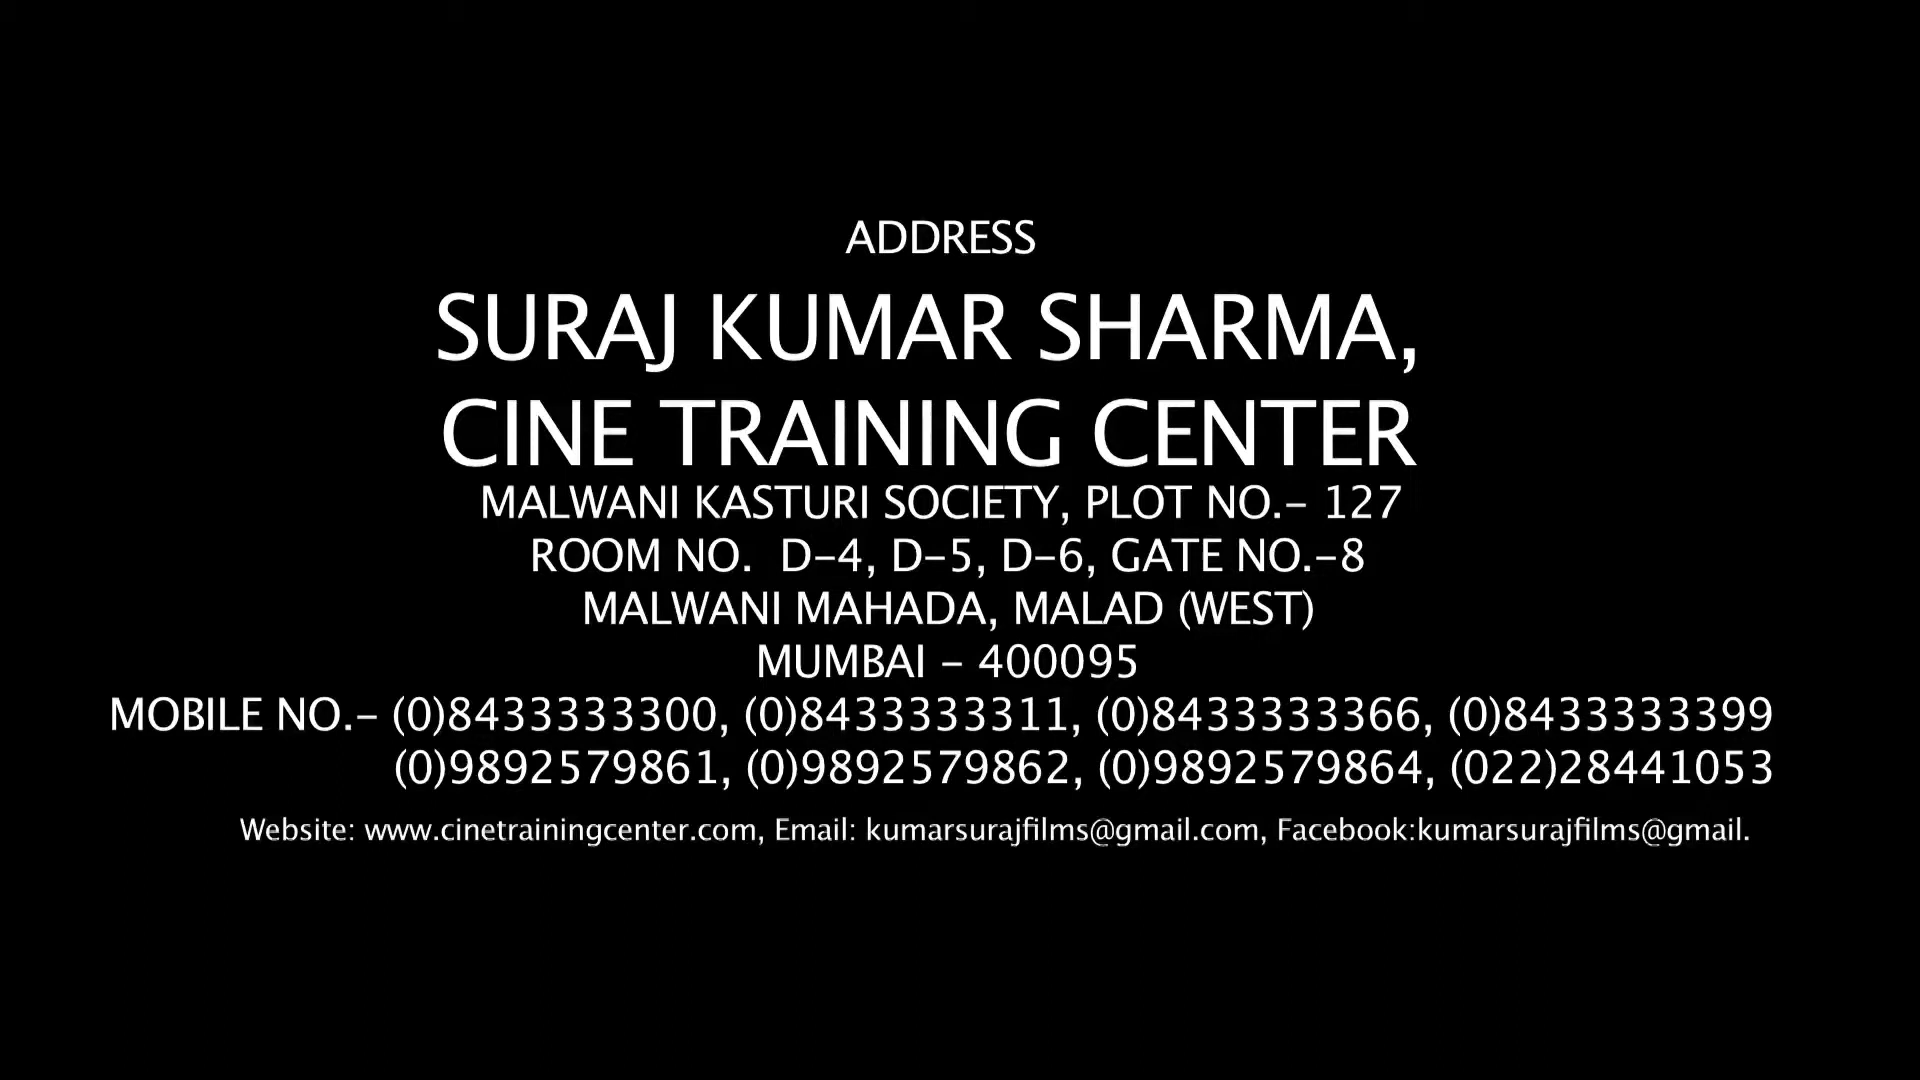 ADDRESS
SURAJ KUMAR SHARMA,
CINE TRAINING CENTER
MALWANI KASTURI SOCIETY, PLOT NO.- 127
ROOM NO.  D-4, D-5, D-6, GATE NO.-8
MALWANI MAHADA, MALAD (WEST)
MUMBAI - 400095
MOBILE NO.- (0)8433333300, (0)8433333311, (0)8433333366, (0)8433333399
(0)9892579861, (0)9892579862, (0)9892579864, (022)28441053
Website: www.cinetrainingcenter.com, Email: kumarsurajfilms@gmail.com, Facebook:kumarsurajfilms@gmail.